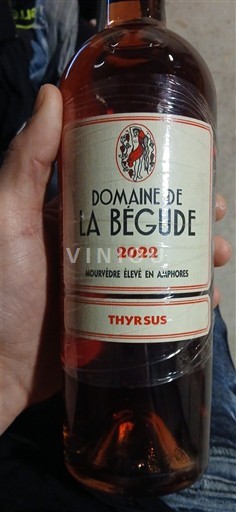 DOMAINE DE
LA BÉGUDE
2022
MOURVÈDRE ÉLEVÉ EN AMPHORES
THYRSUS